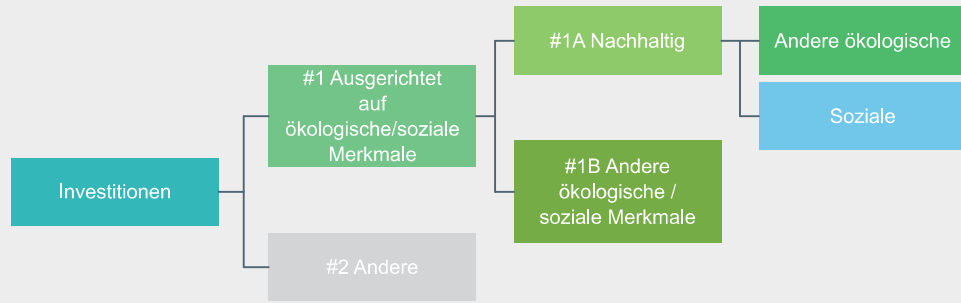 Investitionen
#1 Ausgerichtet
auf
ökologische/soziale
Merkmale
#2 Andere
#1A Nachhaltig
#1B Andere
ökologische /
soziale Merkmale
Andere ökologische
Soziale